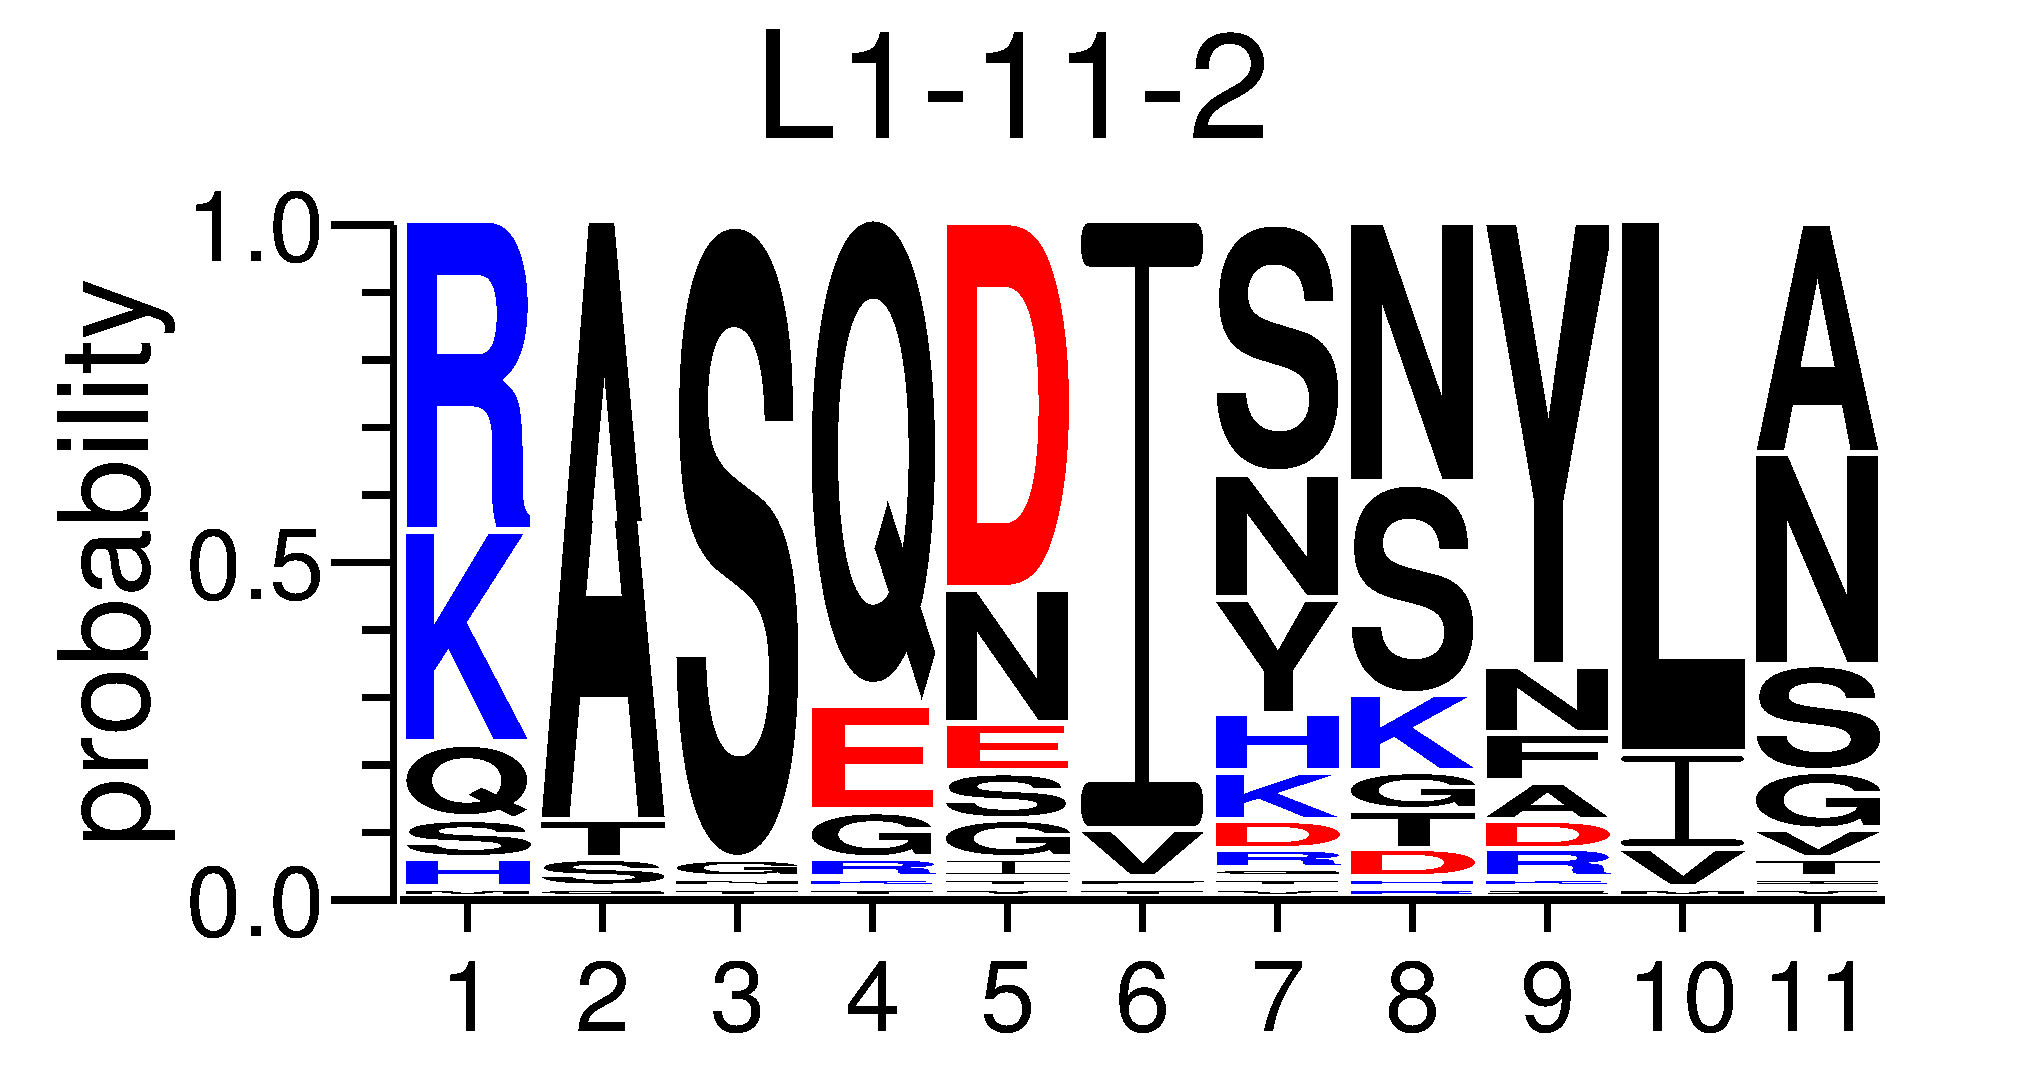 L1-11-2
probability
1.0
0.5
0.0
R A S Q D I S N Y L A
K T G E N V N S N I N
Q S G E Y K F V S
S R S H G A G
H G K T D
D D R
R
1 2 3 4 5 6 7 8 9 10 11